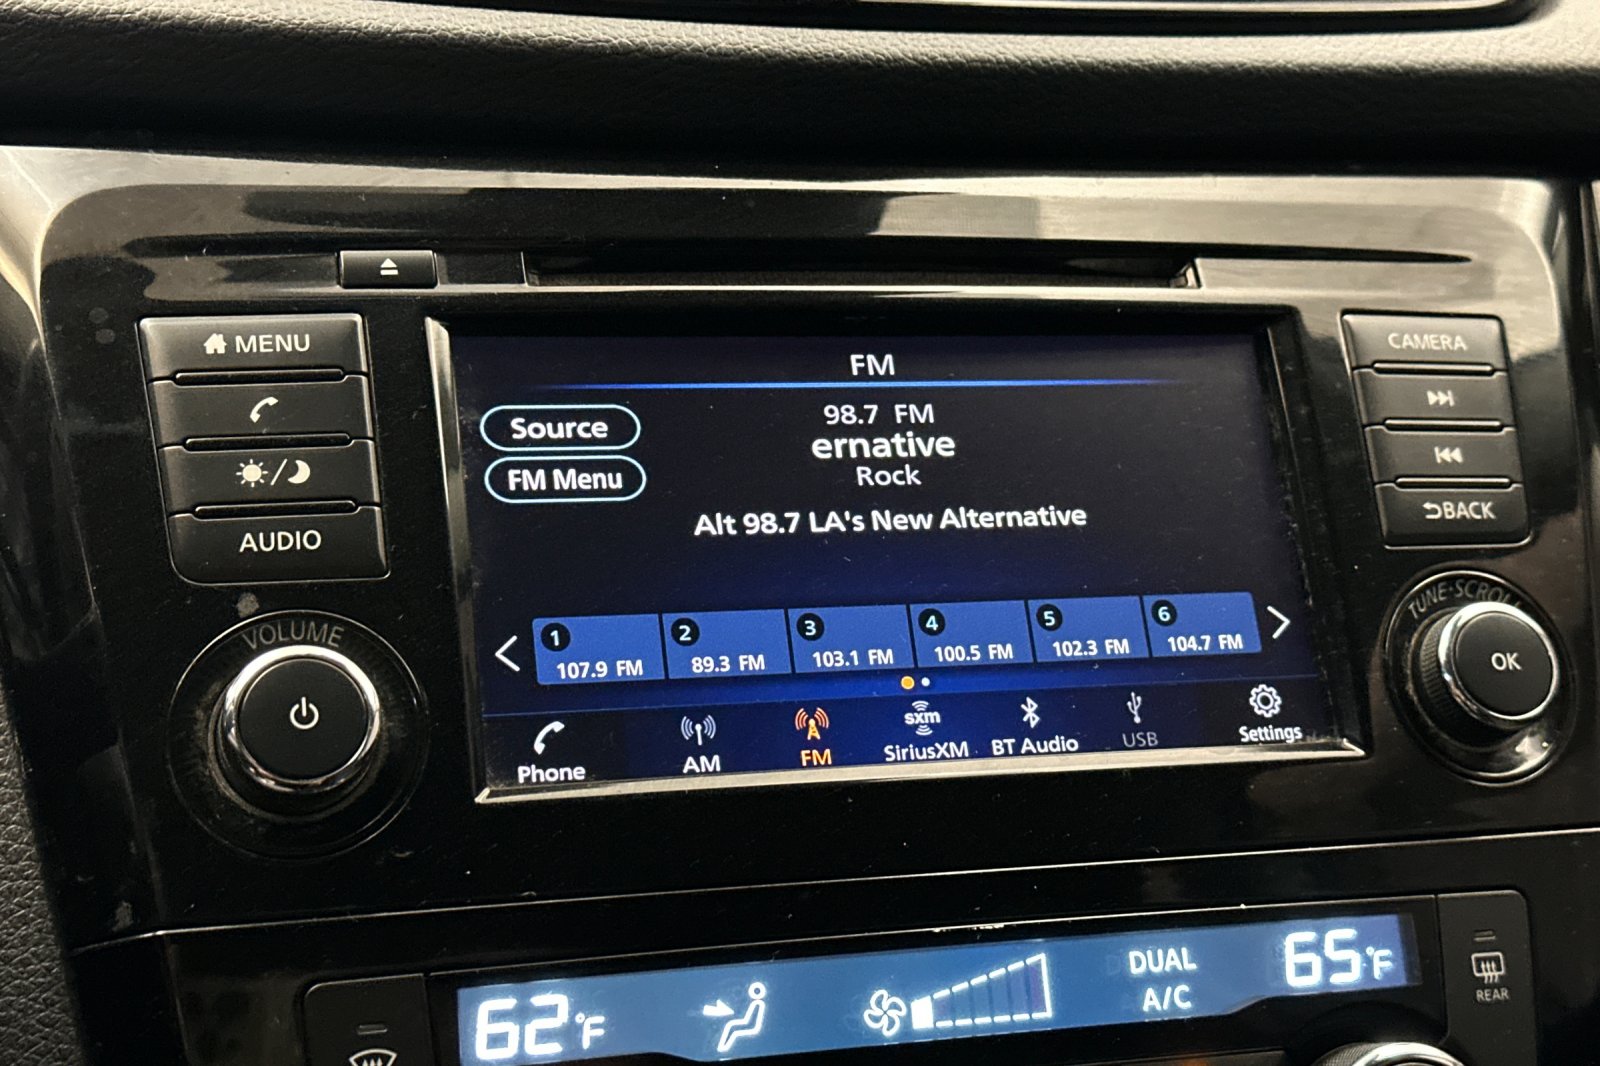 MENU
AUDIO
VOLUME
FM
Source
FM Menu
98.7 FM
ernative
Rock
Alt 98.7 LA's New Alternative
1
107.9 FM
2
89.3 FM
3
103.1 FM
4
100.5 FM
5
102.3 FM
6
104.7 FM
Phone
AM
FM
sxm
SiriusXM
BT Audio
USB
Settings
CAMERA
BACK
TUNE·SCROLL
OK
62°F
DUAL
A/C
65°F
REAR